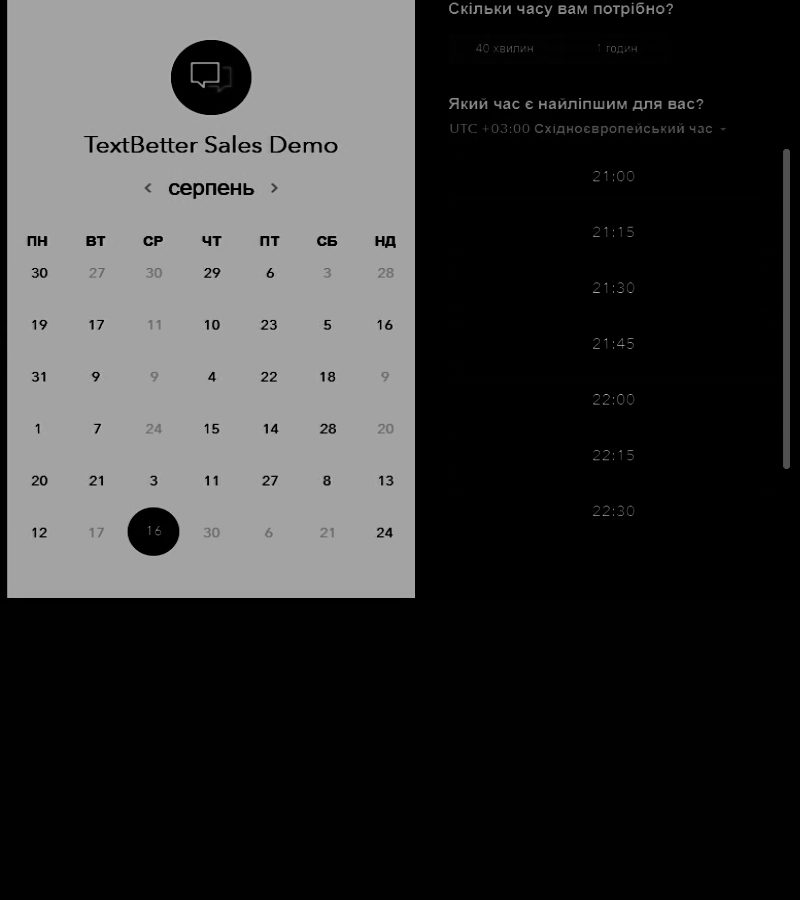 TextBetter Sales Demo
серпень
ПН ВТ СР ЧТ ПТ СБ НД
30 27 30 29 6 3 28
19 17 11 10 23 5 16
31 9 9 4 22 18 9
1 7 24 15 14 28 20
20 21 3 11 27 8 13
12 17 16 30 6 21 24
Скільки часу вам потрібно?
40 хвилин 1 годин
Який час є найліпшим для вас?
UTC +03:00 Східноєвропейський час
21:00
21:15
21:30
21:45
22:00
22:15
22:30